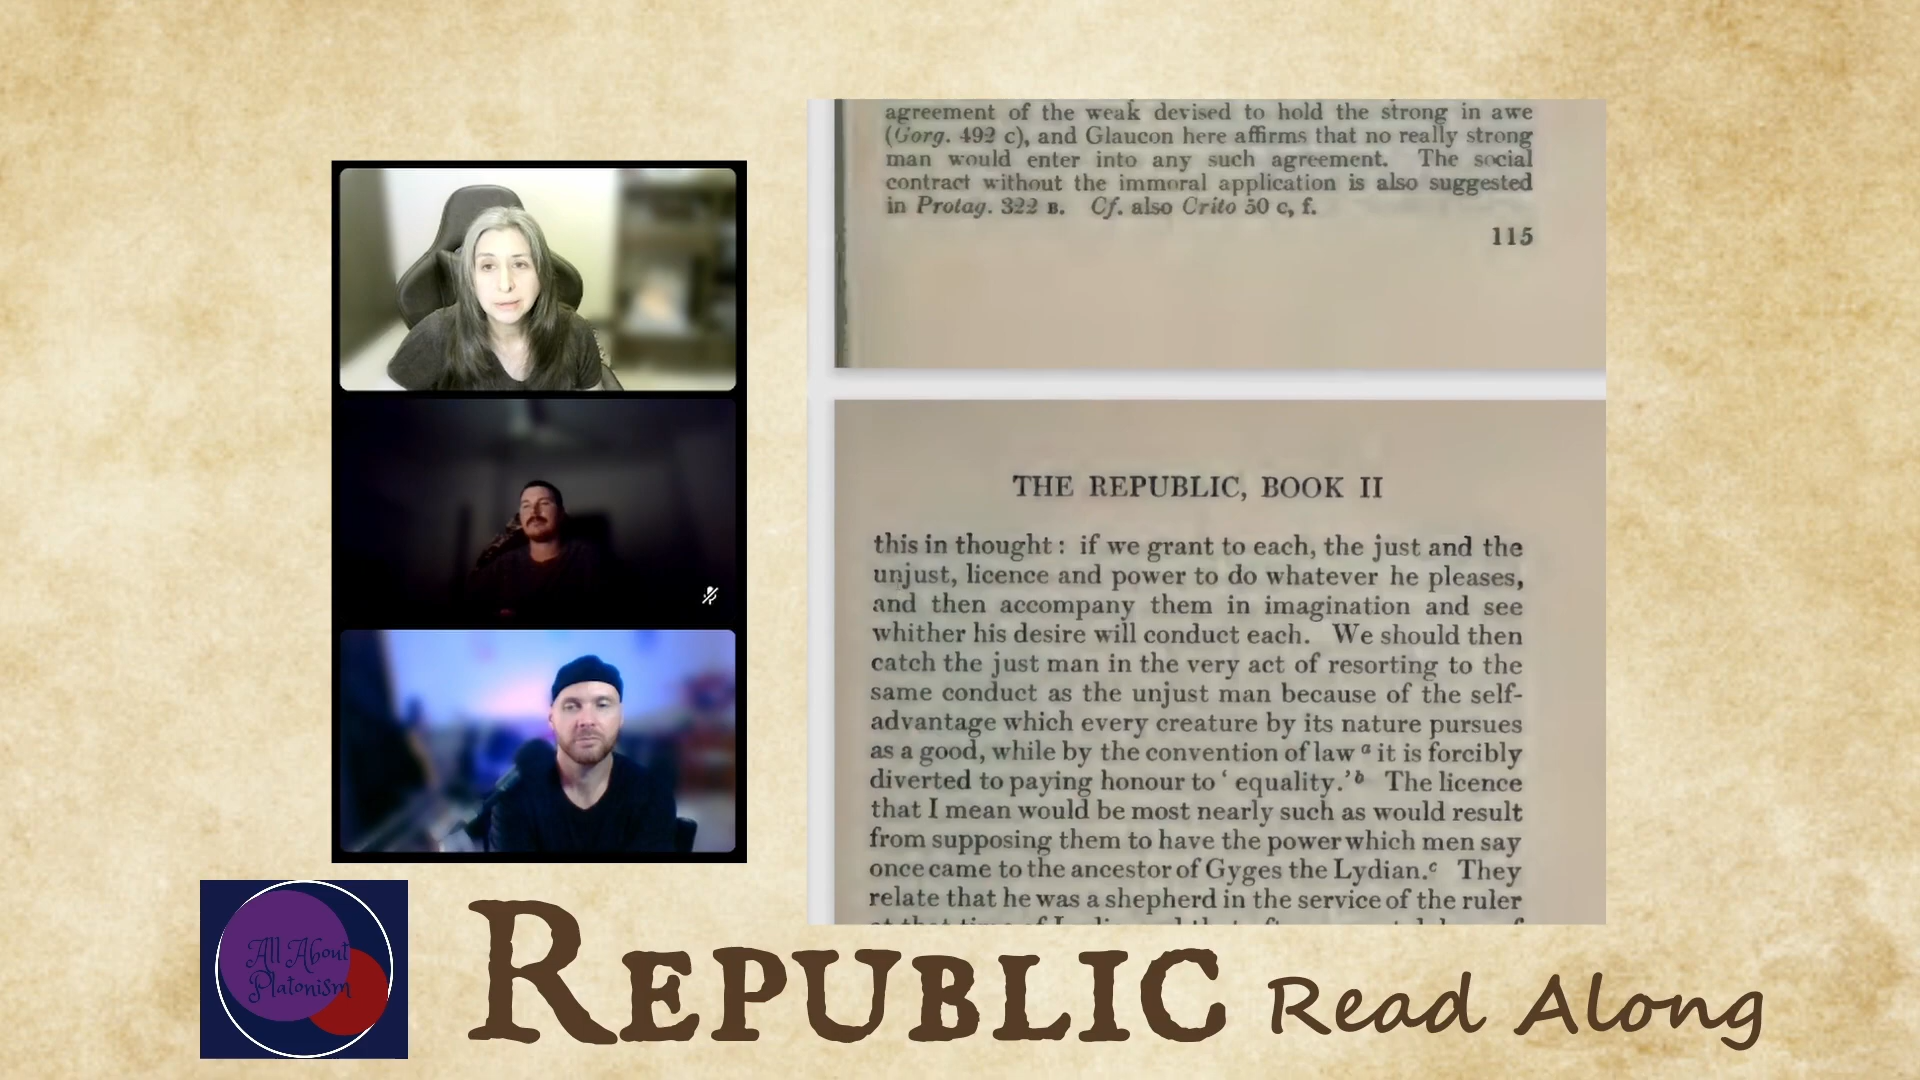 agreement of the weak devised to hold the strong in awe
(Gorg. 492 c), and Glaucon here affirms that no really strong
man would enter into any such agreement. The social
contract without the immoral application is also suggested
in Protag. 322 B. Cf. also Crito 50 c, f.
115
THE REPUBLIC, BOOK II
this in thought : if we grant to each, the just and the
unjust, licence and power to do whatever he pleases,
and then accompany them in imagination and see
whither his desire will conduct each. We should then
catch the just man in the very act of resorting to the
same conduct as the unjust man because of the self-
advantage which every creature by its nature pursues
as a good, while by the convention of law a it is forcibly
diverted to paying honour to ‘ equality.’ b The licence
that I mean would be most nearly such as would result
from supposing them to have the power which men say
once came to the ancestor of Gyges the Lydian.c They
relate that he was a shepherd in the service of the ruler
All About
Platonism
REPUBLIC Read Along